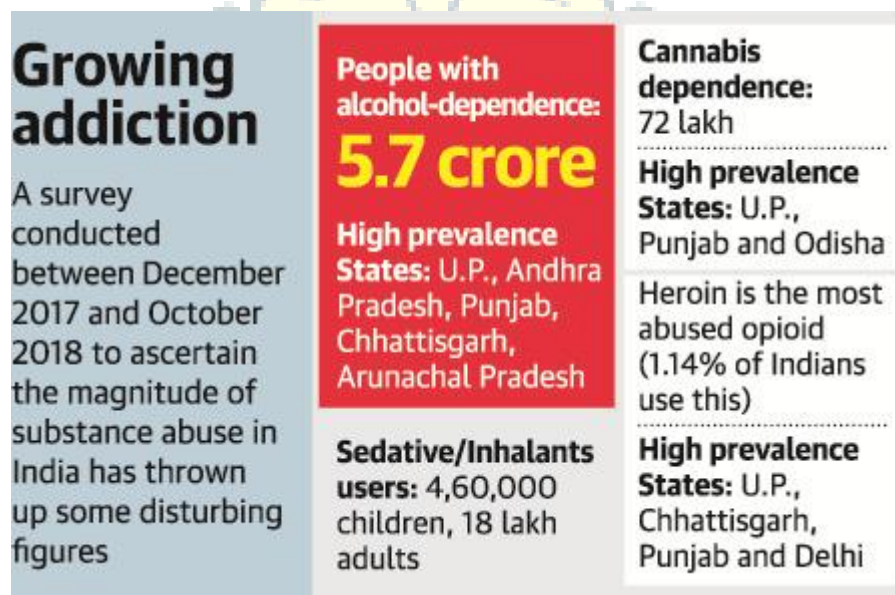 Growing
addiction
A survey
conducted
between December
2017 and October
2018 to ascertain
the magnitude of
substance abuse in
India has thrown
up some disturbing
figures
People with
alcohol-dependence:
5.7 crore
High prevalence
States: U.P., Andhra
Pradesh, Punjab,
Chhattisgarh,
Arunachal Pradesh
Sedative/Inhalants
users: 4,60,000
children, 18 lakh
adults
Cannabis
dependence:
72 lakh
High prevalence
States: U.P.,
Punjab and Odisha
Heroin is the most
abused opioid
(1.14% of Indians
use this)
High prevalence
States: U.P.,
Chhattisgarh,
Punjab and Delhi